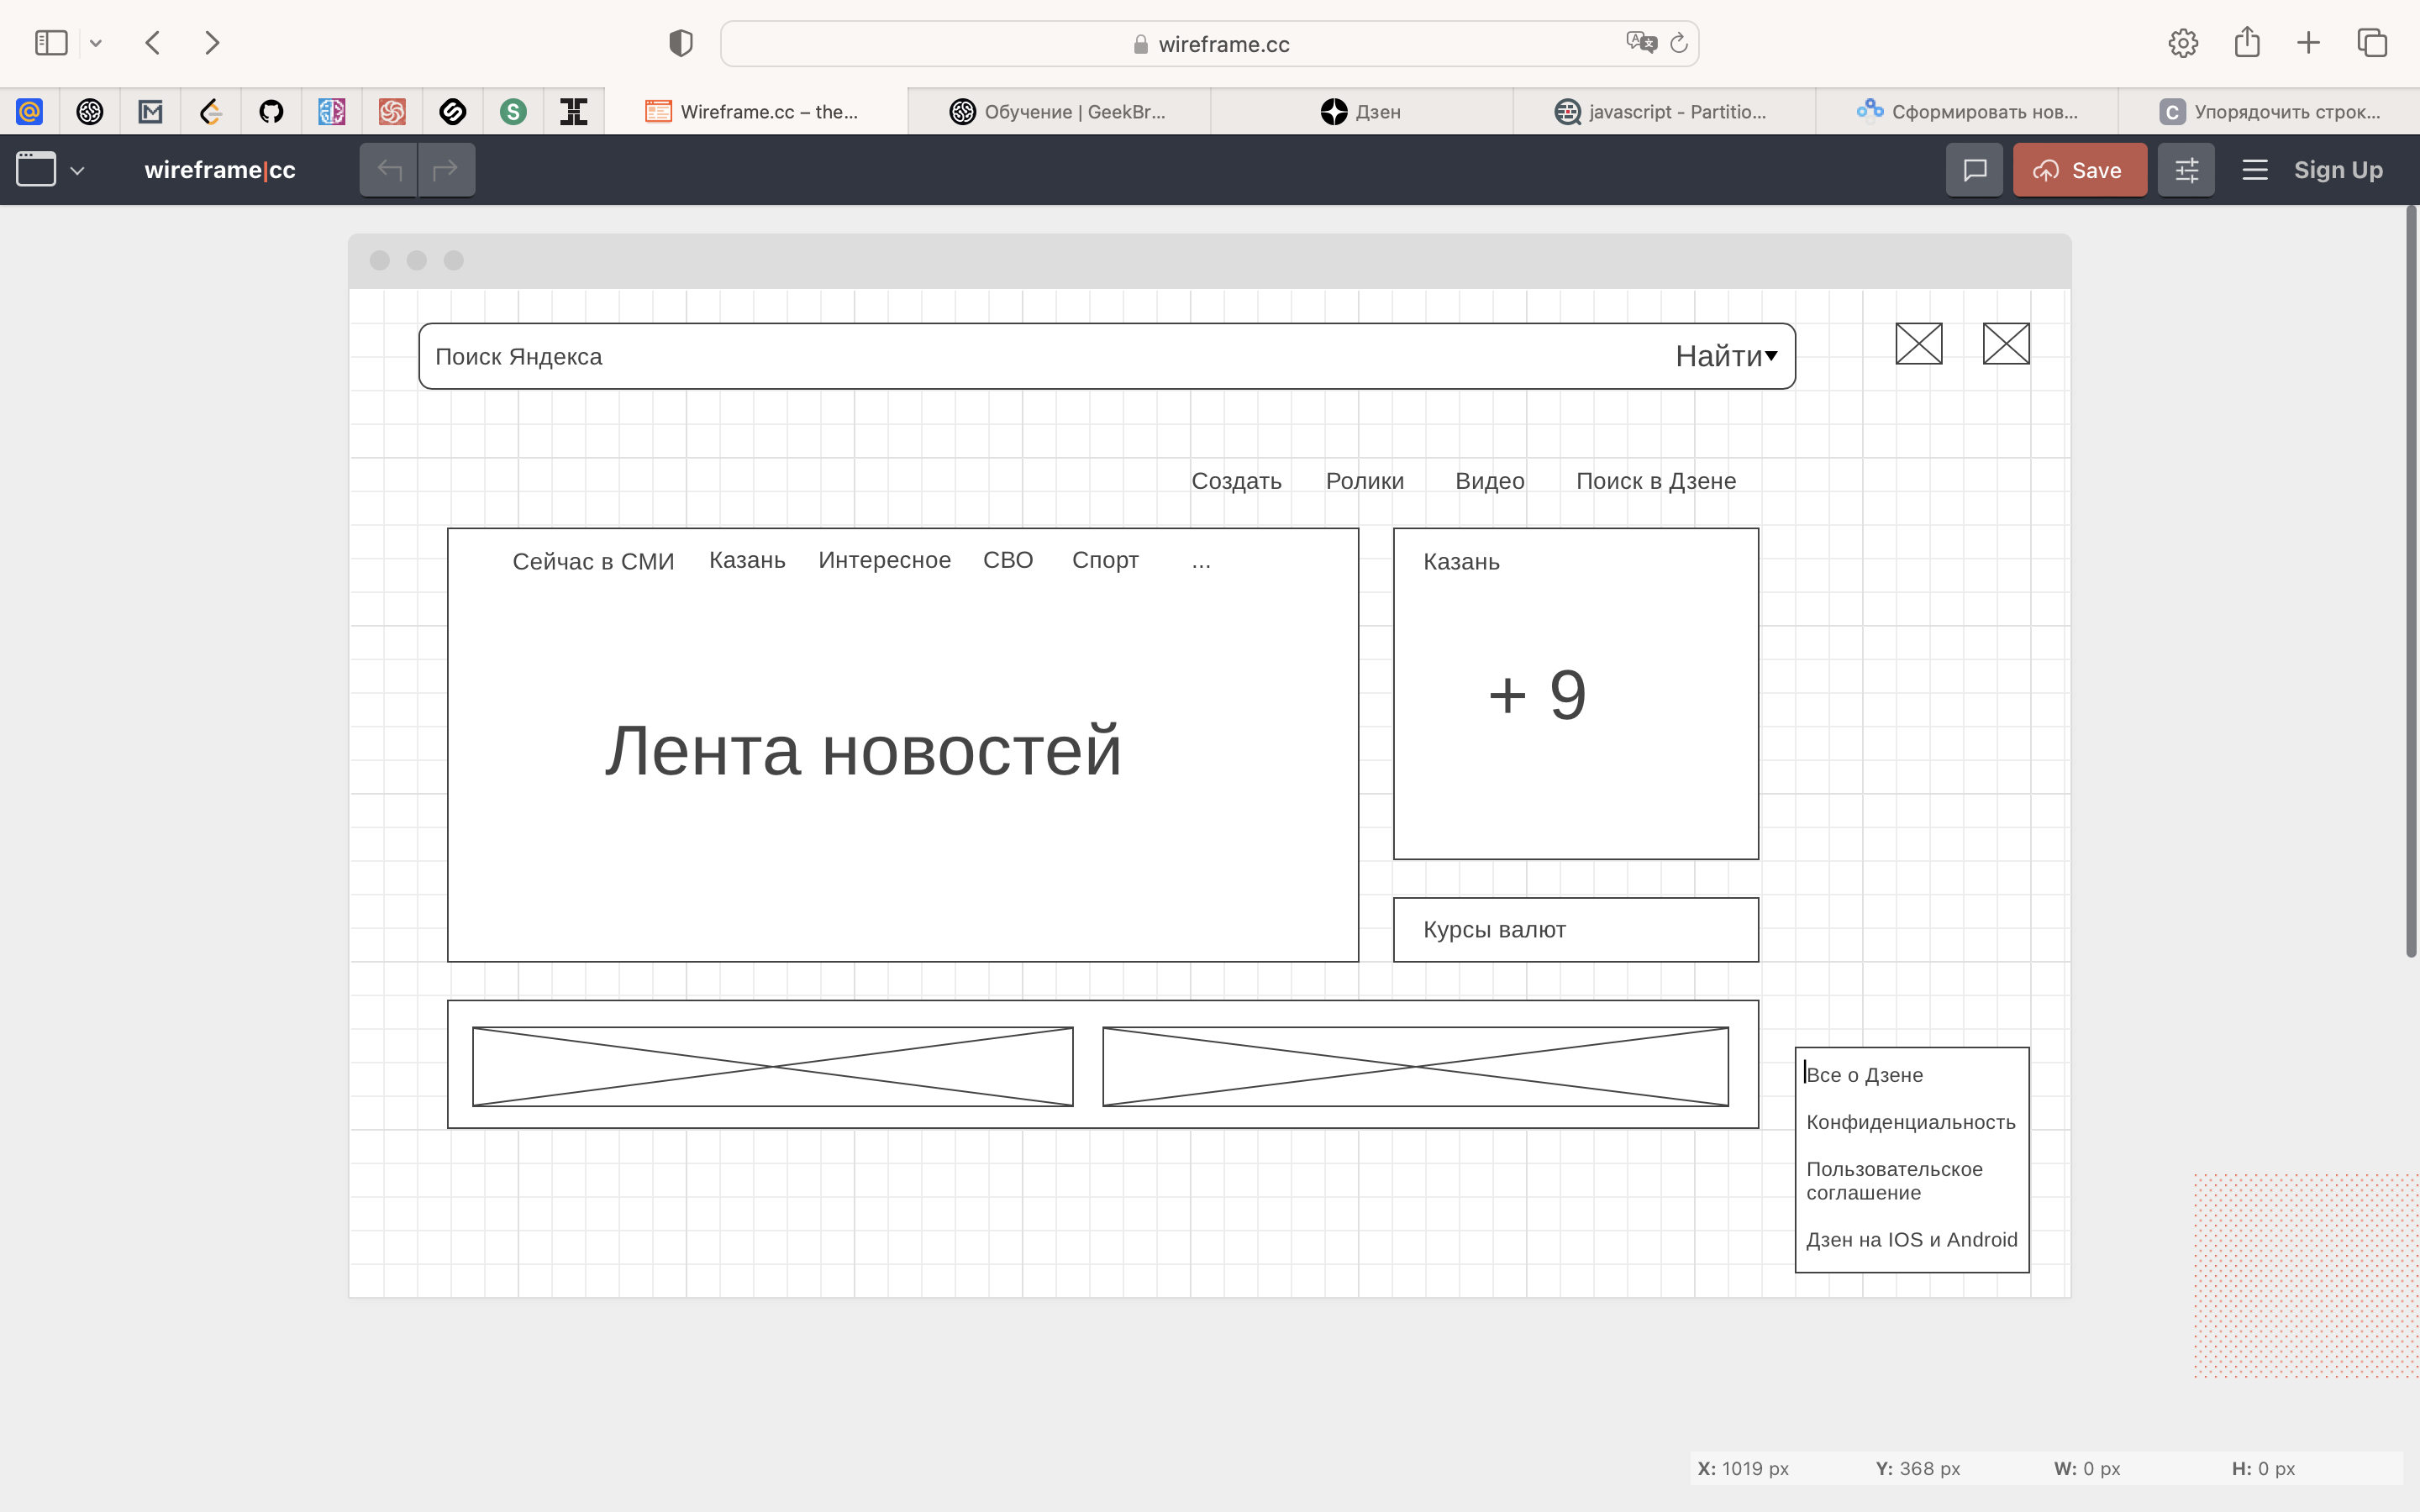 wireframe.cc
Wireframe.cc – the...
Обучение | GeekBr...
Дзен
javascript - Partitio...
C
Сформировать нов...
Упорядочить строк...
wireframe|cc
Save
Sign Up
Поиск Яндекса
Найти
Создать
Ролики
Видео
Поиск в Дзене
Сейчас в СМИ
Казань
Интересное
СВО
Спорт
...
Казань
+ 9
Лента новостей
Курсы валют
Все о Дзене
Конфиденциальность
Пользовательское
соглашение
Дзен на IOS и Android
X: 1019 px
Y: 368 px
W: 0 px
H: 0 px